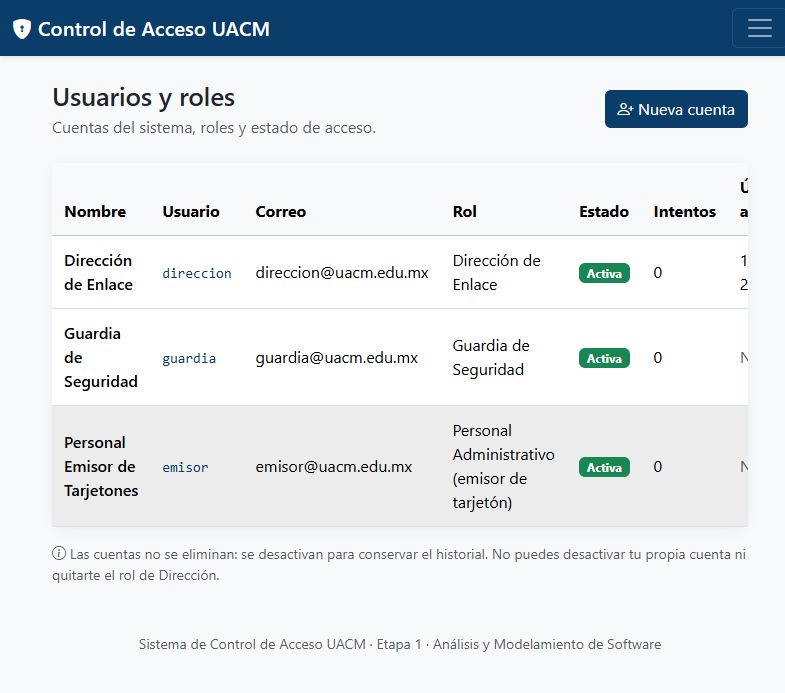 Control de Acceso UACM
Usuarios y roles
Cuentas del sistema, roles y estado de acceso.
Nueva cuenta
Nombre Usuario Correo Rol Estado Intentos
Dirección de Enlace direccion direccion@uacm.edu.mx Dirección de Enlace Activa 0
Guardia de Seguridad guardia guardia@uacm.edu.mx Guardia de Seguridad Activa 0
Personal Emisor de Tarjetones emisor emisor@uacm.edu.mx Personal Administrativo (emisor de tarjetón) Activa 0
Las cuentas no se eliminan: se desactivan para conservar el historial. No puedes desactivar tu propia cuenta ni
quitarte el rol de Dirección.
Sistema de Control de Acceso UACM · Etapa 1 · Análisis y Modelamiento de Software